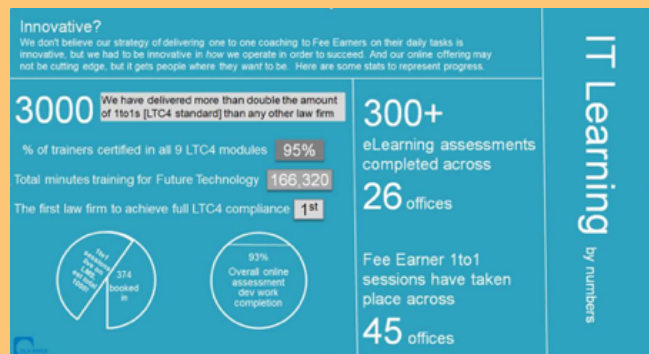 Innovative?
We don't believe our strategy of delivering one to one coaching to Fee Earners on their daily tasks is
innovative, but we had to be innovative in how we operate in order to succeed. And our online offering may
not be cutting edge, but it gets people where they want to be. Here are some stats to represent progress.
3000
We have delivered more than double the amount
of 1to1s [LTC4 standard] than any other law firm
% of trainers certified in all 9 LTC4 modules 95%
Total minutes training for Future Technology 166,320
The first law firm to achieve full LTC4 compliance 1st
1to1
sessions
live on
LMS,
1000!
374
booked
in
93%
Overall online
assessment
dev work
completion
300+
eLearning assessments
completed across
26 offices
Fee Earner 1to1
sessions have taken
place across
45 offices
IT Learning by numbers